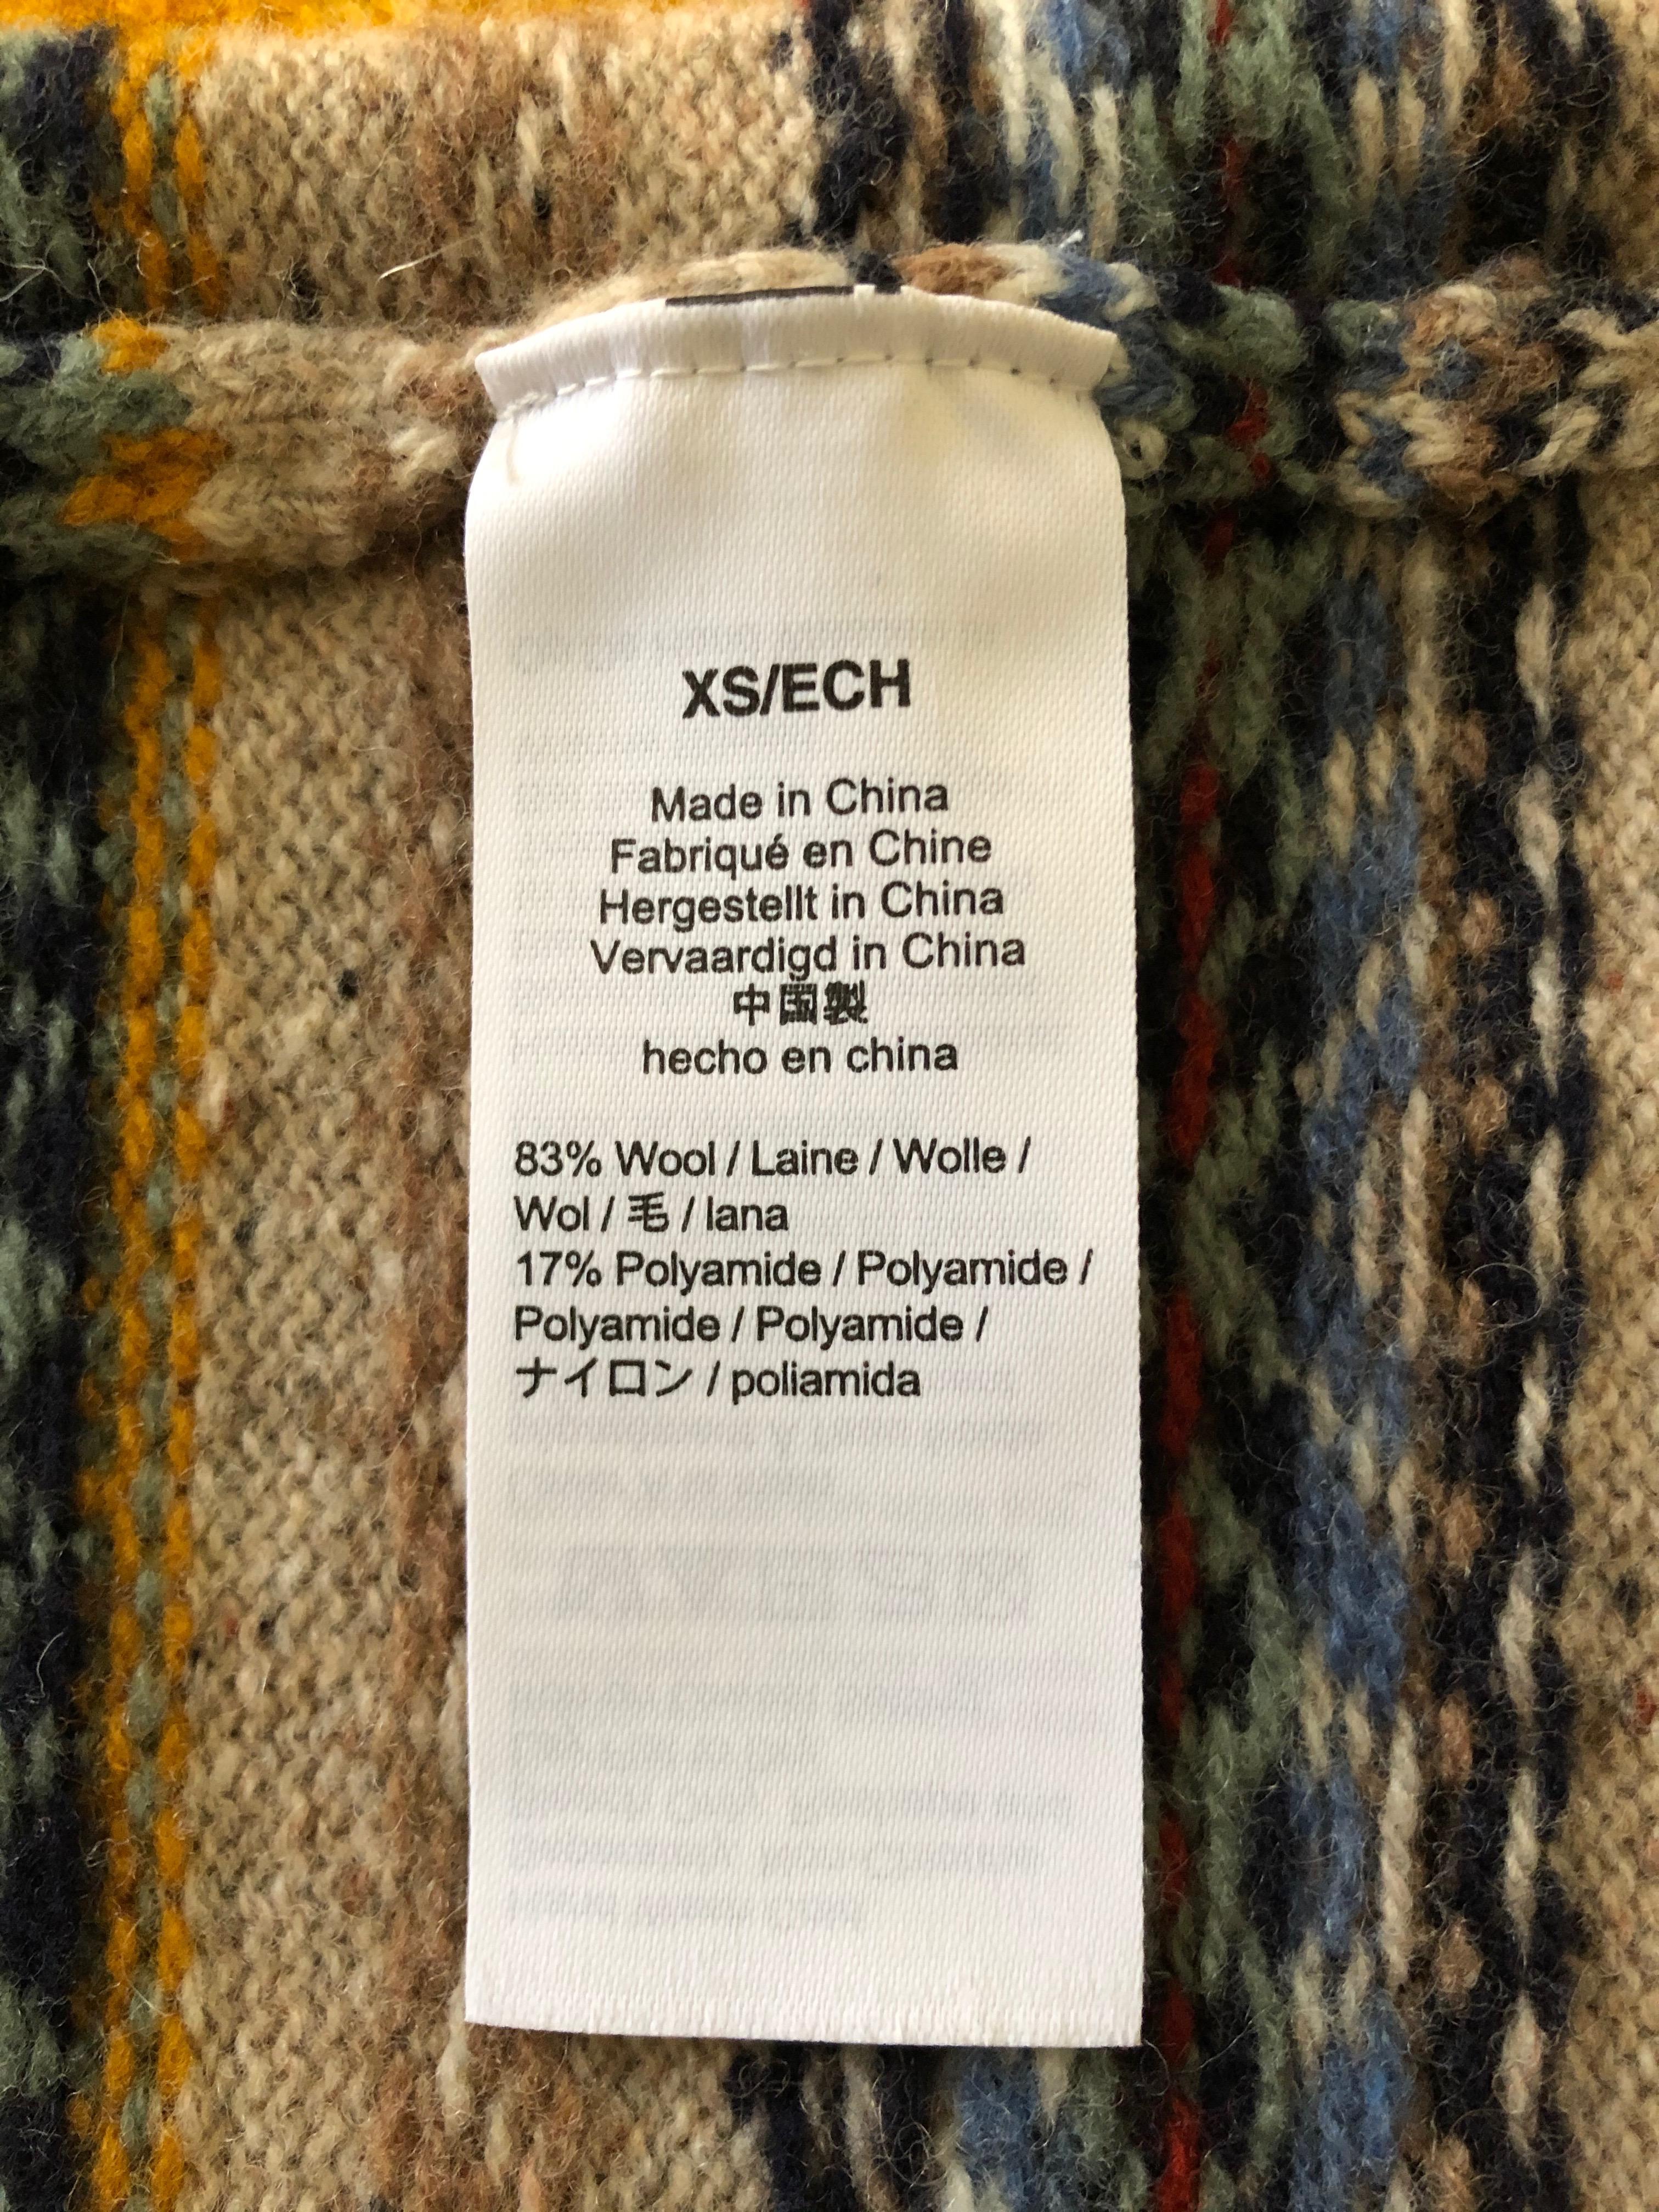 XS/ECH
Made in China
Fabriqué en Chine
Hergestellt in China
Vervaardigd in China
中国製
hecho en china
83% Wool / Laine / Wolle /
Wol / 毛 / lana
17% Polyamide / Polyamide /
Polyamide / Polyamide /
ナイロン / poliamida